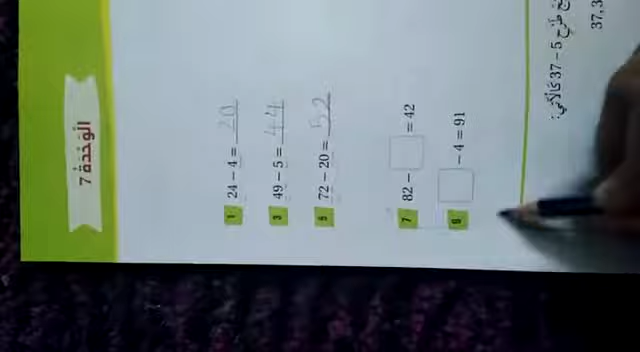 الوحدة 7
1 24 – 4 = 20
3 49 – 5 = 44
5 72 – 20 = 52
7 82 – = 42
– 4 = 91
37 – 5 كالآتي:
37, 3